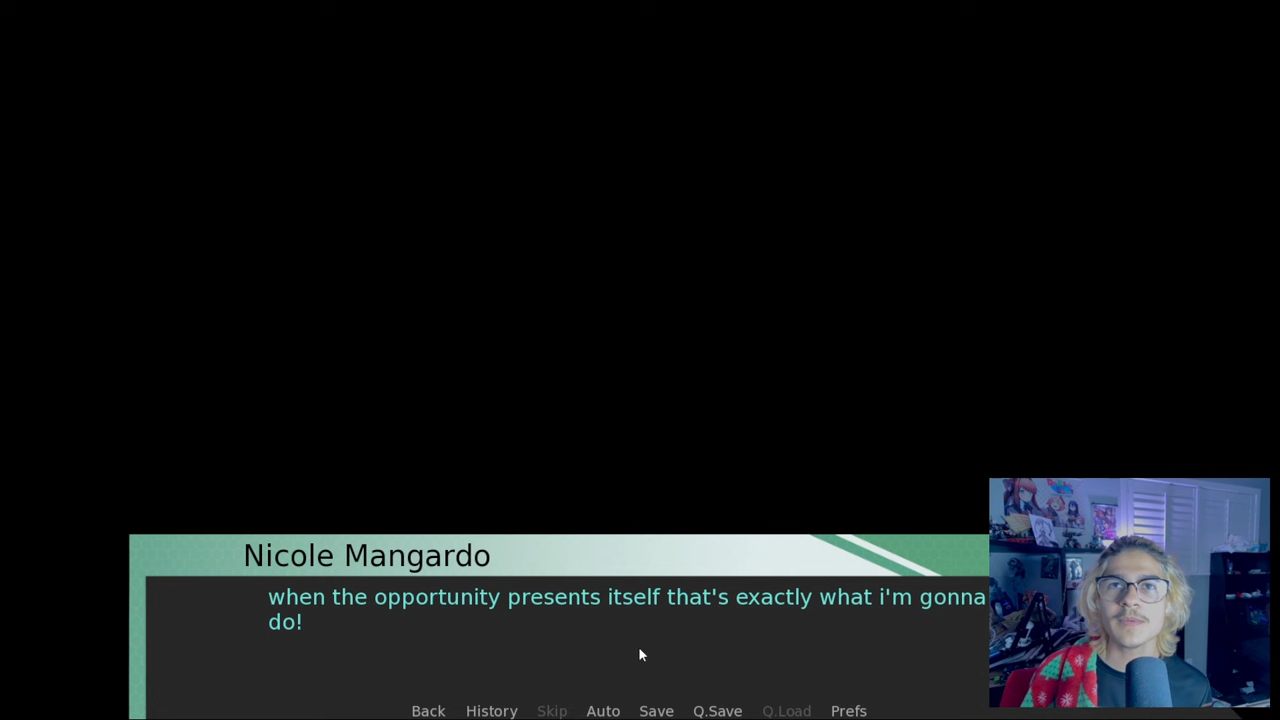 Nicole Mangardo
when the opportunity presents itself that's exactly what i'm gonna
do!
Back History Skip Auto Save Q.Save Q.Load Prefs